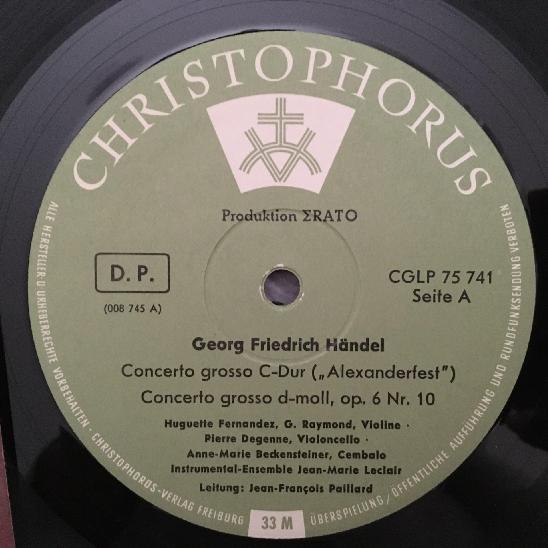 CHRISTOPHORUS
Produktion ΣRATO
D. P.
(008 745 A)
CGLP 75 741
Seite A
Georg Friedrich Händel
Concerto grosso C-Dur („Alexanderfest”)
Concerto grosso d-moll, op. 6 Nr. 10
Huguette Fernandez, G. Raymond, Violine ·
Pierre Degenne, Violoncello ·
Anne-Marie Beckensteiner, Cembalo
Instrumental-Ensemble Jean-Marie Leclair
Leitung: Jean-François Paillard
33 M
ALLE HERSTELLER U URHEBERRECHTE VORBEHALTEN · CHRISTOPHORUS-VERLAG FREIBURG
ÜBERSPIELUNG/ÖFFENTLICHE AUFFÜHRUNG UND RUNDFUNKSENDUNG VERBOTEN